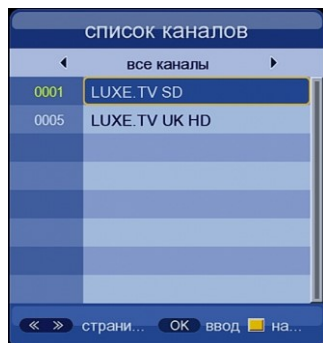 список каналов
все каналы
0001 LUXE.TV SD
0005 LUXE.TV UK HD
« » страни... OK ввод на...